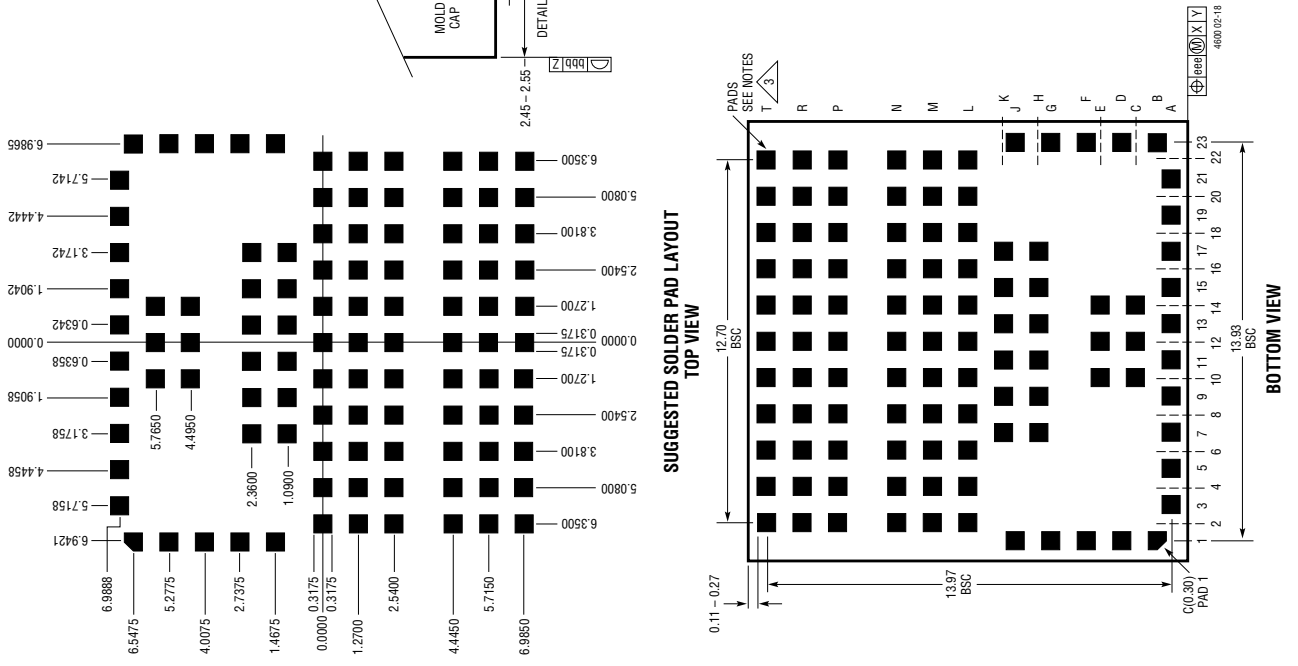 MOLD
CAP
DETAIL
2.45 – 2.55
bbb Z
6.9865
5.7142
4.4442
3.1742
1.9042
0.6342
0.0000
0.6358
1.9058
3.1758
4.4458
5.7158
6.9421
5.7650
4.4950
2.3600
1.0900
6.9888
6.5475
5.2775
4.0075
2.7375
1.4675
0.3175
0.0000
0.3175
1.2700
2.5400
4.4450
5.7150
6.9850
6.3500
5.0800
3.8100
2.5400
1.2700
0.3175
0.0000
0.3175
1.2700
2.5400
3.8100
5.0800
6.3500
SUGGESTED SOLDER PAD LAYOUT
TOP VIEW
PADS
SEE NOTES
3
T
R
P
N
M
L
K
J
H
G
F
E
D
C
B
A
eee M X Y
4600 02-18
12.70
BSC
23
22
21
20
19
18
17
16
15
14
13
12
11
10
9
8
7
6
5
4
3
2
1
13.93
BSC
0.11 – 0.27
13.97
BSC
C(0.30)
PAD 1
BOTTOM VIEW